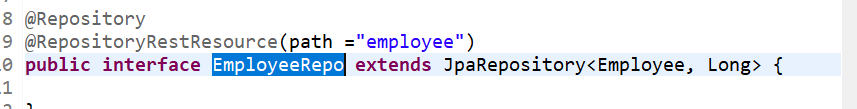 8 @Repository
9 @RepositoryRestResource(path ="employee")
0 public interface EmployeeRepo extends JpaRepository<Employee, Long> {
1